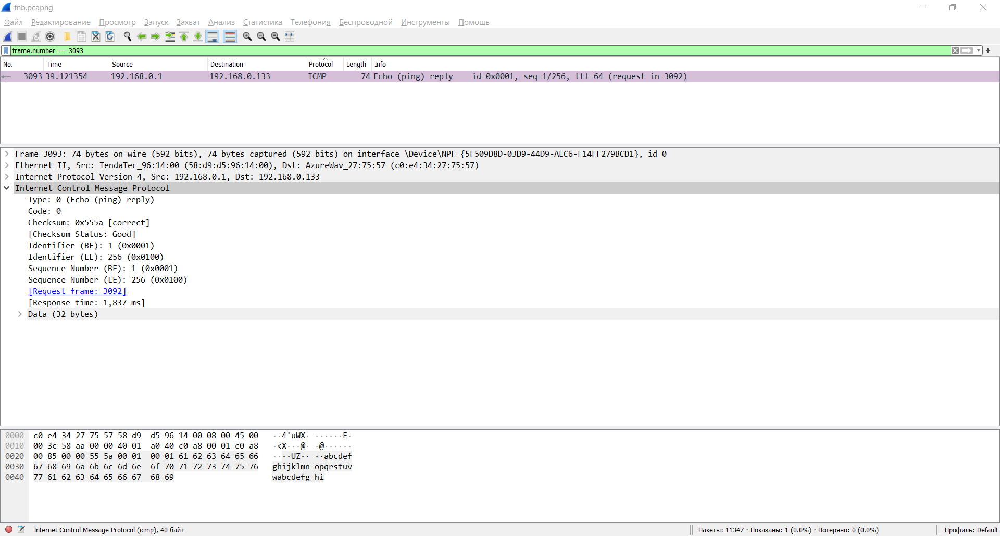 tnb.pcapng
Файл Редактирование Просмотр Запуск Захват Анализ Статистика Телефония Беспроводной Инструменты Помощь
frame.number == 3093
No. Time Source Destination Protocol Length Info
3093 39.121354 192.168.0.1 192.168.0.133 ICMP 74 Echo (ping) reply id=0x0001, seq=1/256, ttl=64 (request in 3092)
Frame 3093: 74 bytes on wire (592 bits), 74 bytes captured (592 bits) on interface \Device\NPF_{5F509D8D-03D9-44D9-AEC6-F14FF279BCD1}, id 0
Ethernet II, Src: TendaTec_96:14:00 (58:d9:d5:96:14:00), Dst: AzureWav_27:75:57 (c0:e4:34:27:75:57)
Internet Protocol Version 4, Src: 192.168.0.1, Dst: 192.168.0.133
Internet Control Message Protocol
Type: 0 (Echo (ping) reply)
Code: 0
Checksum: 0x555a [correct]
[Checksum Status: Good]
Identifier (BE): 1 (0x0001)
Identifier (LE): 256 (0x0100)
Sequence Number (BE): 1 (0x0001)
Sequence Number (LE): 256 (0x0100)
[Request frame: 3092]
[Response time: 1,837 ms]
Data (32 bytes)
0000 c0 e4 34 27 75 57 58 d9 d5 96 14 00 08 00 45 00 ··4'uWX· ······E·
0010 00 3c 58 aa 00 00 40 01 a0 40 c0 a8 00 01 c0 a8 ·<X···@· ·@······
0020 00 85 00 00 55 5a 00 01 00 01 61 62 63 64 65 66 ····UZ·· ··abcdef
0030 67 68 69 6a 6b 6c 6d 6e 6f 70 71 72 73 74 75 76 ghijklmn opqrstuv
0040 77 61 62 63 64 65 66 67 68 69 wabcdefg hi
Internet Control Message Protocol (icmp), 40 байт Пакеты: 11347 · Показаны: 1 (0.0%) · Потеряно: 0 (0.0%) Профиль: Default